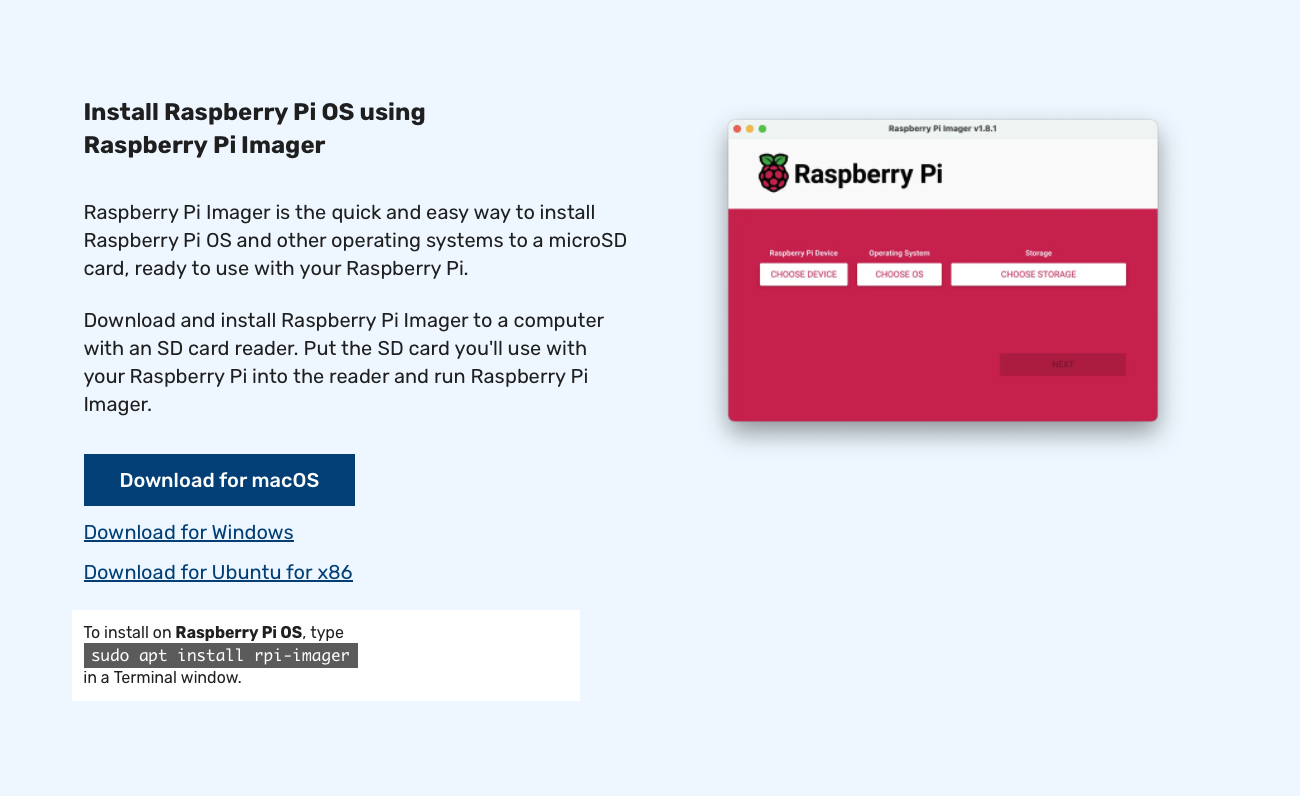 Install Raspberry Pi OS using
Raspberry Pi Imager
Raspberry Pi Imager is the quick and easy way to install
Raspberry Pi OS and other operating systems to a microSD
card, ready to use with your Raspberry Pi.
Download and install Raspberry Pi Imager to a computer
with an SD card reader. Put the SD card you'll use with
your Raspberry Pi into the reader and run Raspberry Pi
Imager.
Download for macOS
Download for Windows
Download for Ubuntu for x86
To install on Raspberry Pi OS, type
sudo apt install rpi-imager
in a Terminal window.
Raspberry Pi Imager v1.8.1
Raspberry Pi
Raspberry Pi Device Operating System Storage
CHOOSE DEVICE CHOOSE OS CHOOSE STORAGE
NEXT